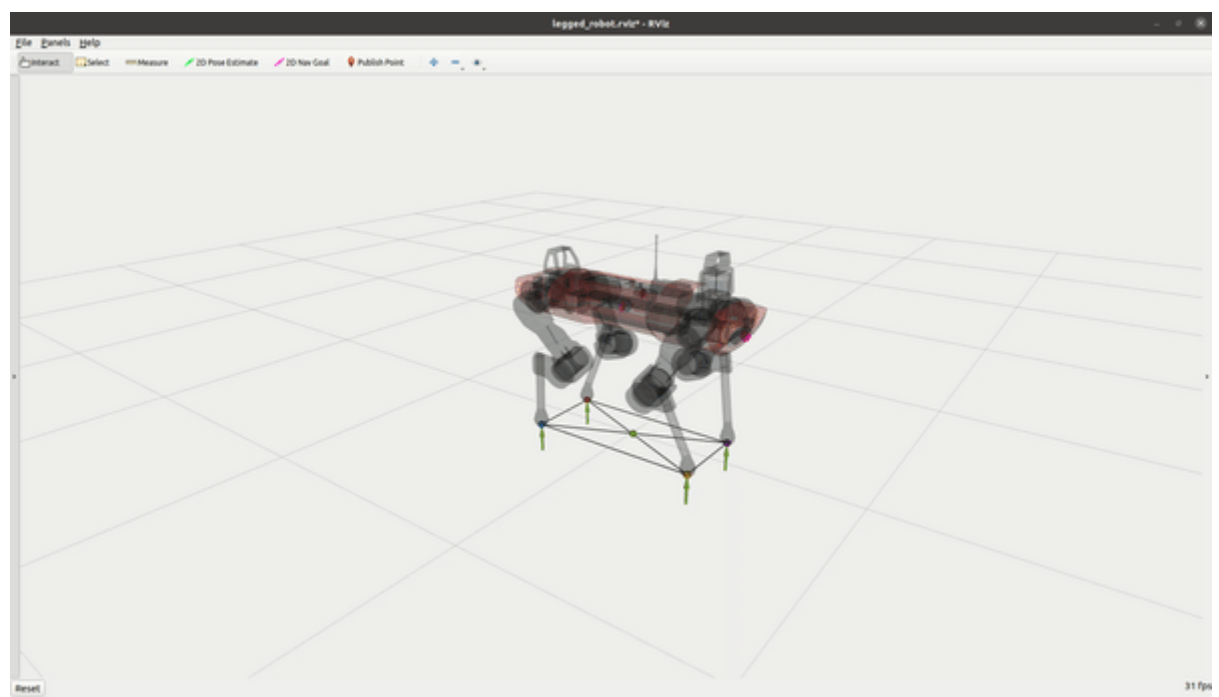 legged_robot.rviz* - RViz
File Panels Help
Interact Select Measure 2D Pose Estimate 2D Nav Goal Publish Point
Reset 31 fps